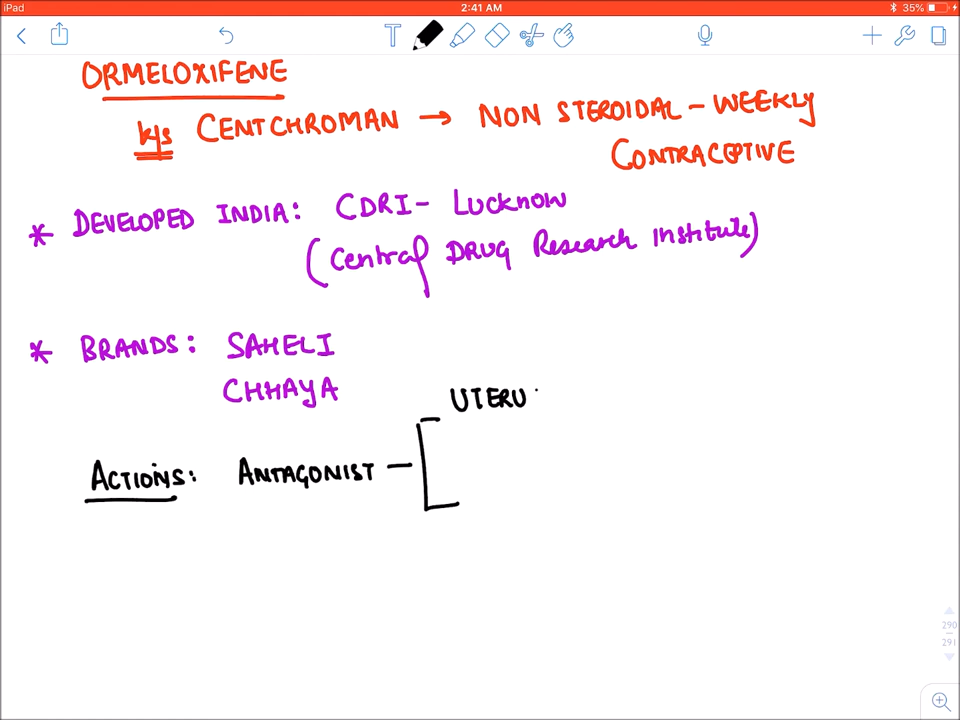 iPad 2:41 AM 35%
T
ORMELOXIFENE
k/s CENTCHROMAN → NON STEROIDAL - WEEKLY
CONTRACEPTIVE
* DEVELOPED INDIA: CDRI - Lucknow
(Central DRUG Research Institute)
* BRANDS: SAHELI
CHHAYA
UTERU
ACTIONS: ANTAGONIST -
290
291